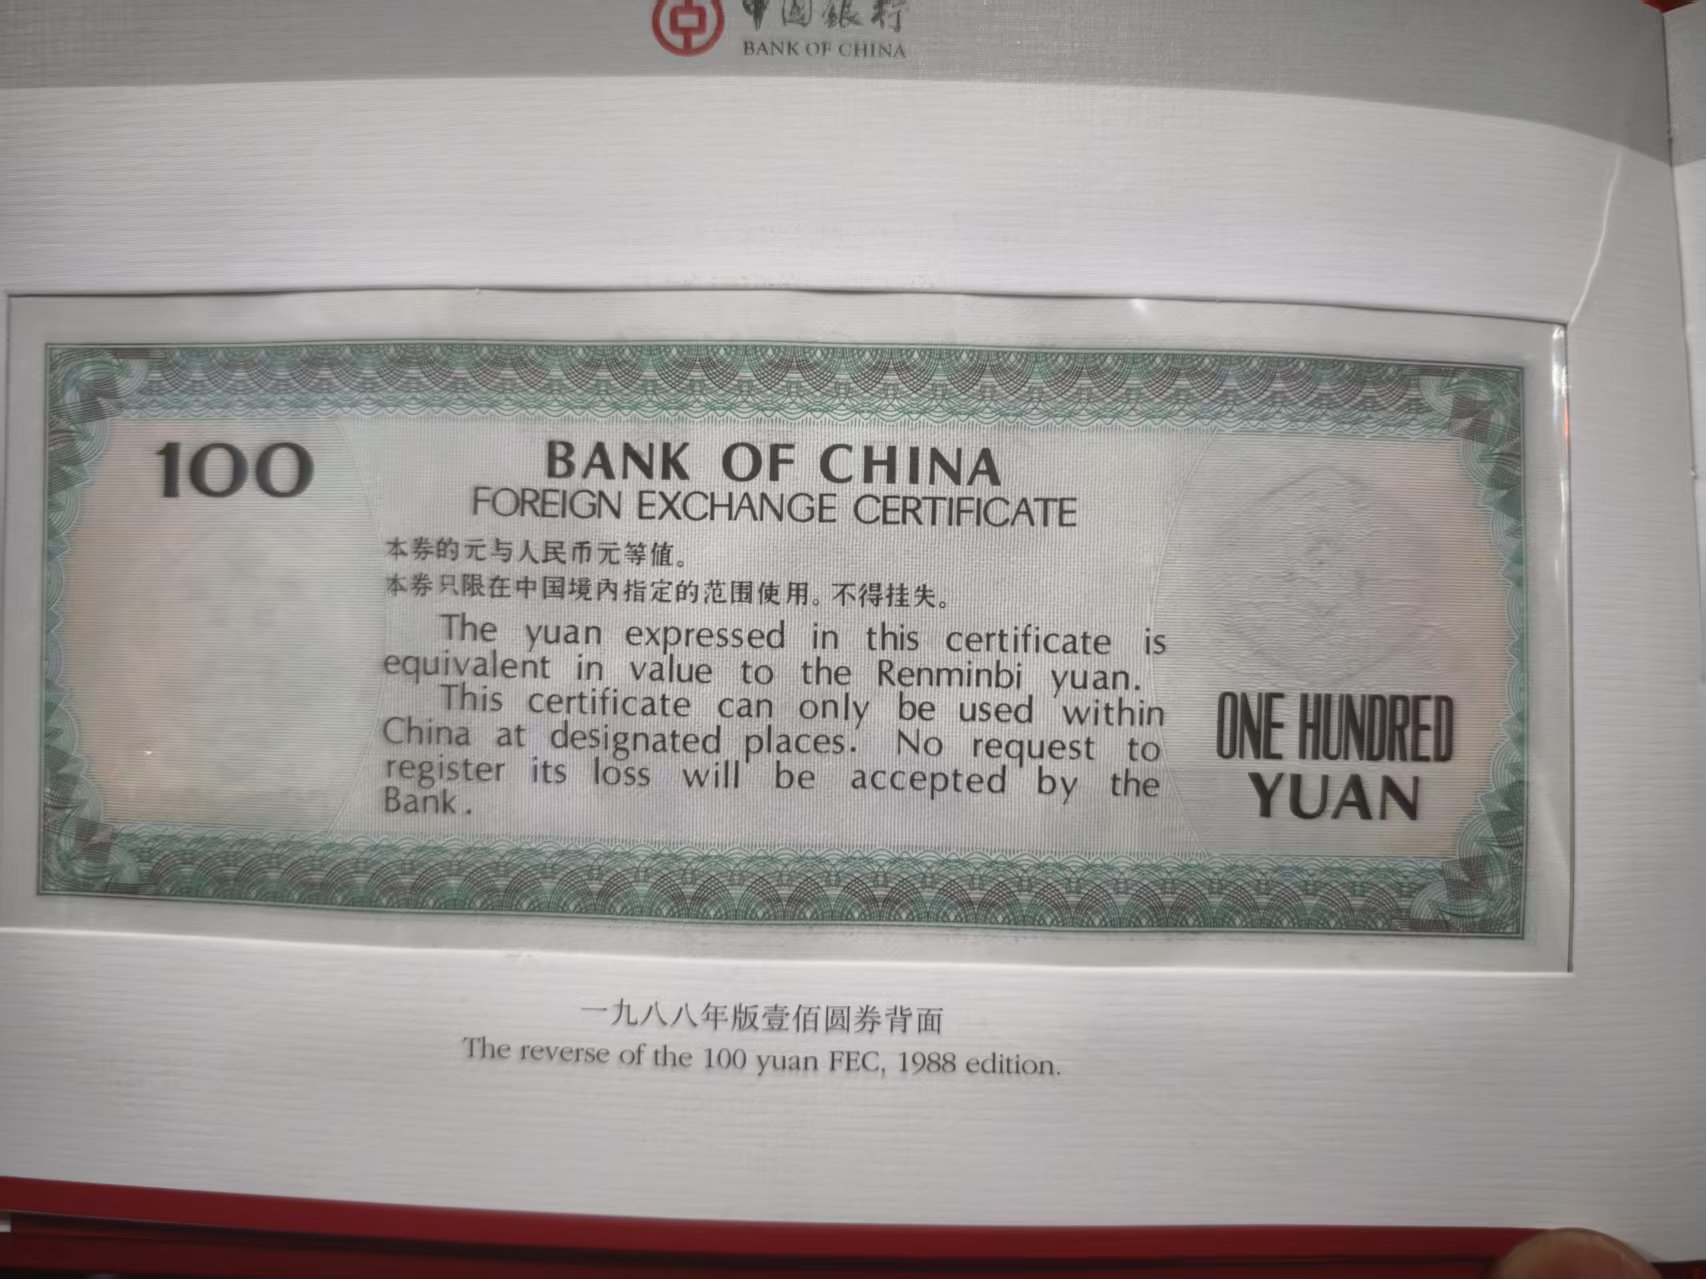 中国银行
BANK OF CHINA
100
BANK OF CHINA
FOREIGN EXCHANGE CERTIFICATE
本券的元与人民币元等值。
本券只限在中国境内指定的范围使用。不得挂失。
The yuan expressed in this certificate is
equivalent in value to the Renminbi yuan.
This certificate can only be used within
China at designated places. No request to
register its loss will be accepted by the
Bank.
ONE HUNDRED
YUAN
一九八八年版壹佰圆券背面
The reverse of the 100 yuan FEC, 1988 edition.